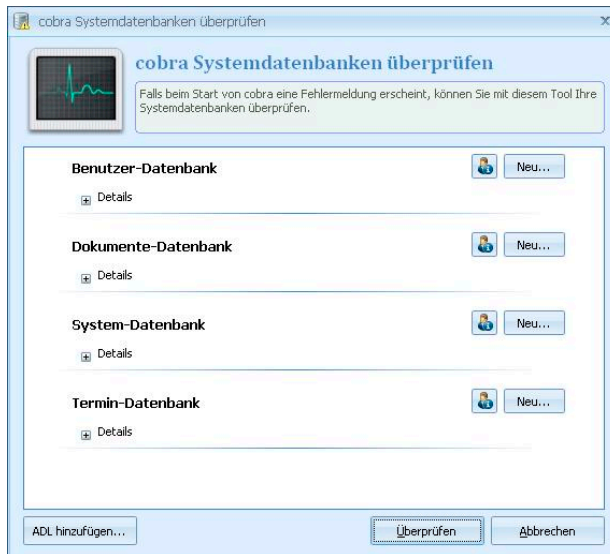 cobra Systemdatenbanken überprüfen
cobra Systemdatenbanken überprüfen
Falls beim Start von cobra eine Fehlermeldung erscheint, können Sie mit diesem Tool Ihre
Systemdatenbanken überprüfen.
Benutzer-Datenbank Neu...
Details
Dokumente-Datenbank Neu...
Details
System-Datenbank Neu...
Details
Termin-Datenbank Neu...
Details
ADL hinzufügen... Überprüfen Abbrechen